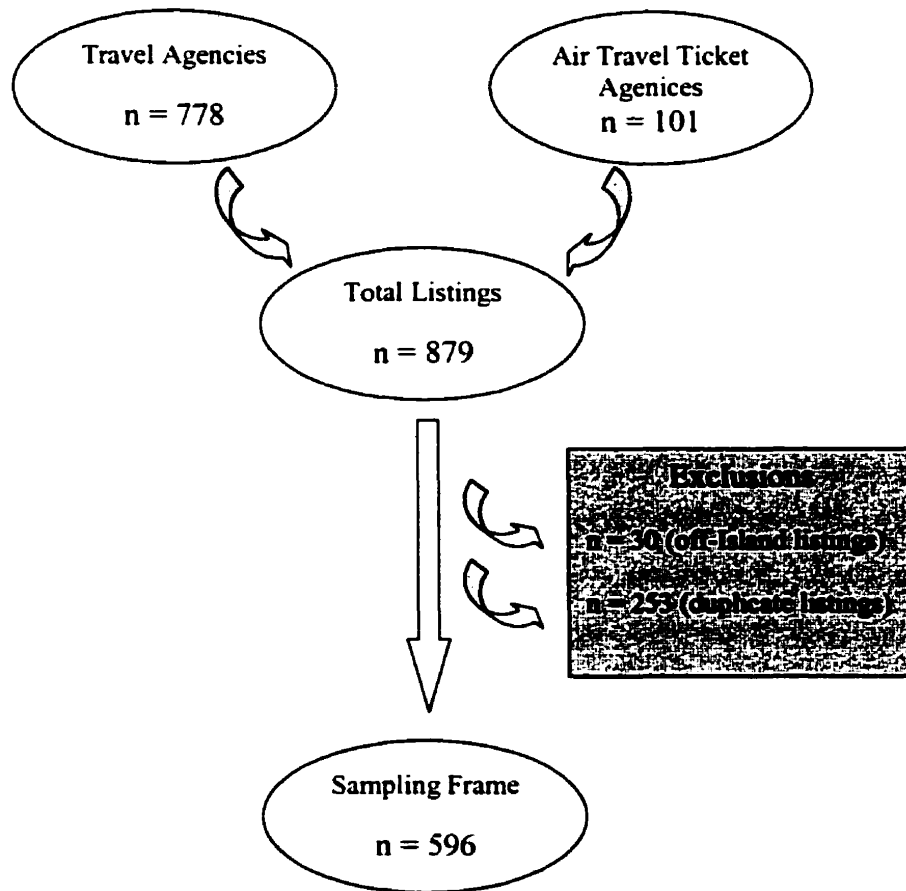 Travel Agencies
n = 778
Air Travel Ticket
Agenices
n = 101
Total Listings
n = 879
Exclusions
n = 30 (off-Island listings)
n = 253 (duplicate listings)
Sampling Frame
n = 596